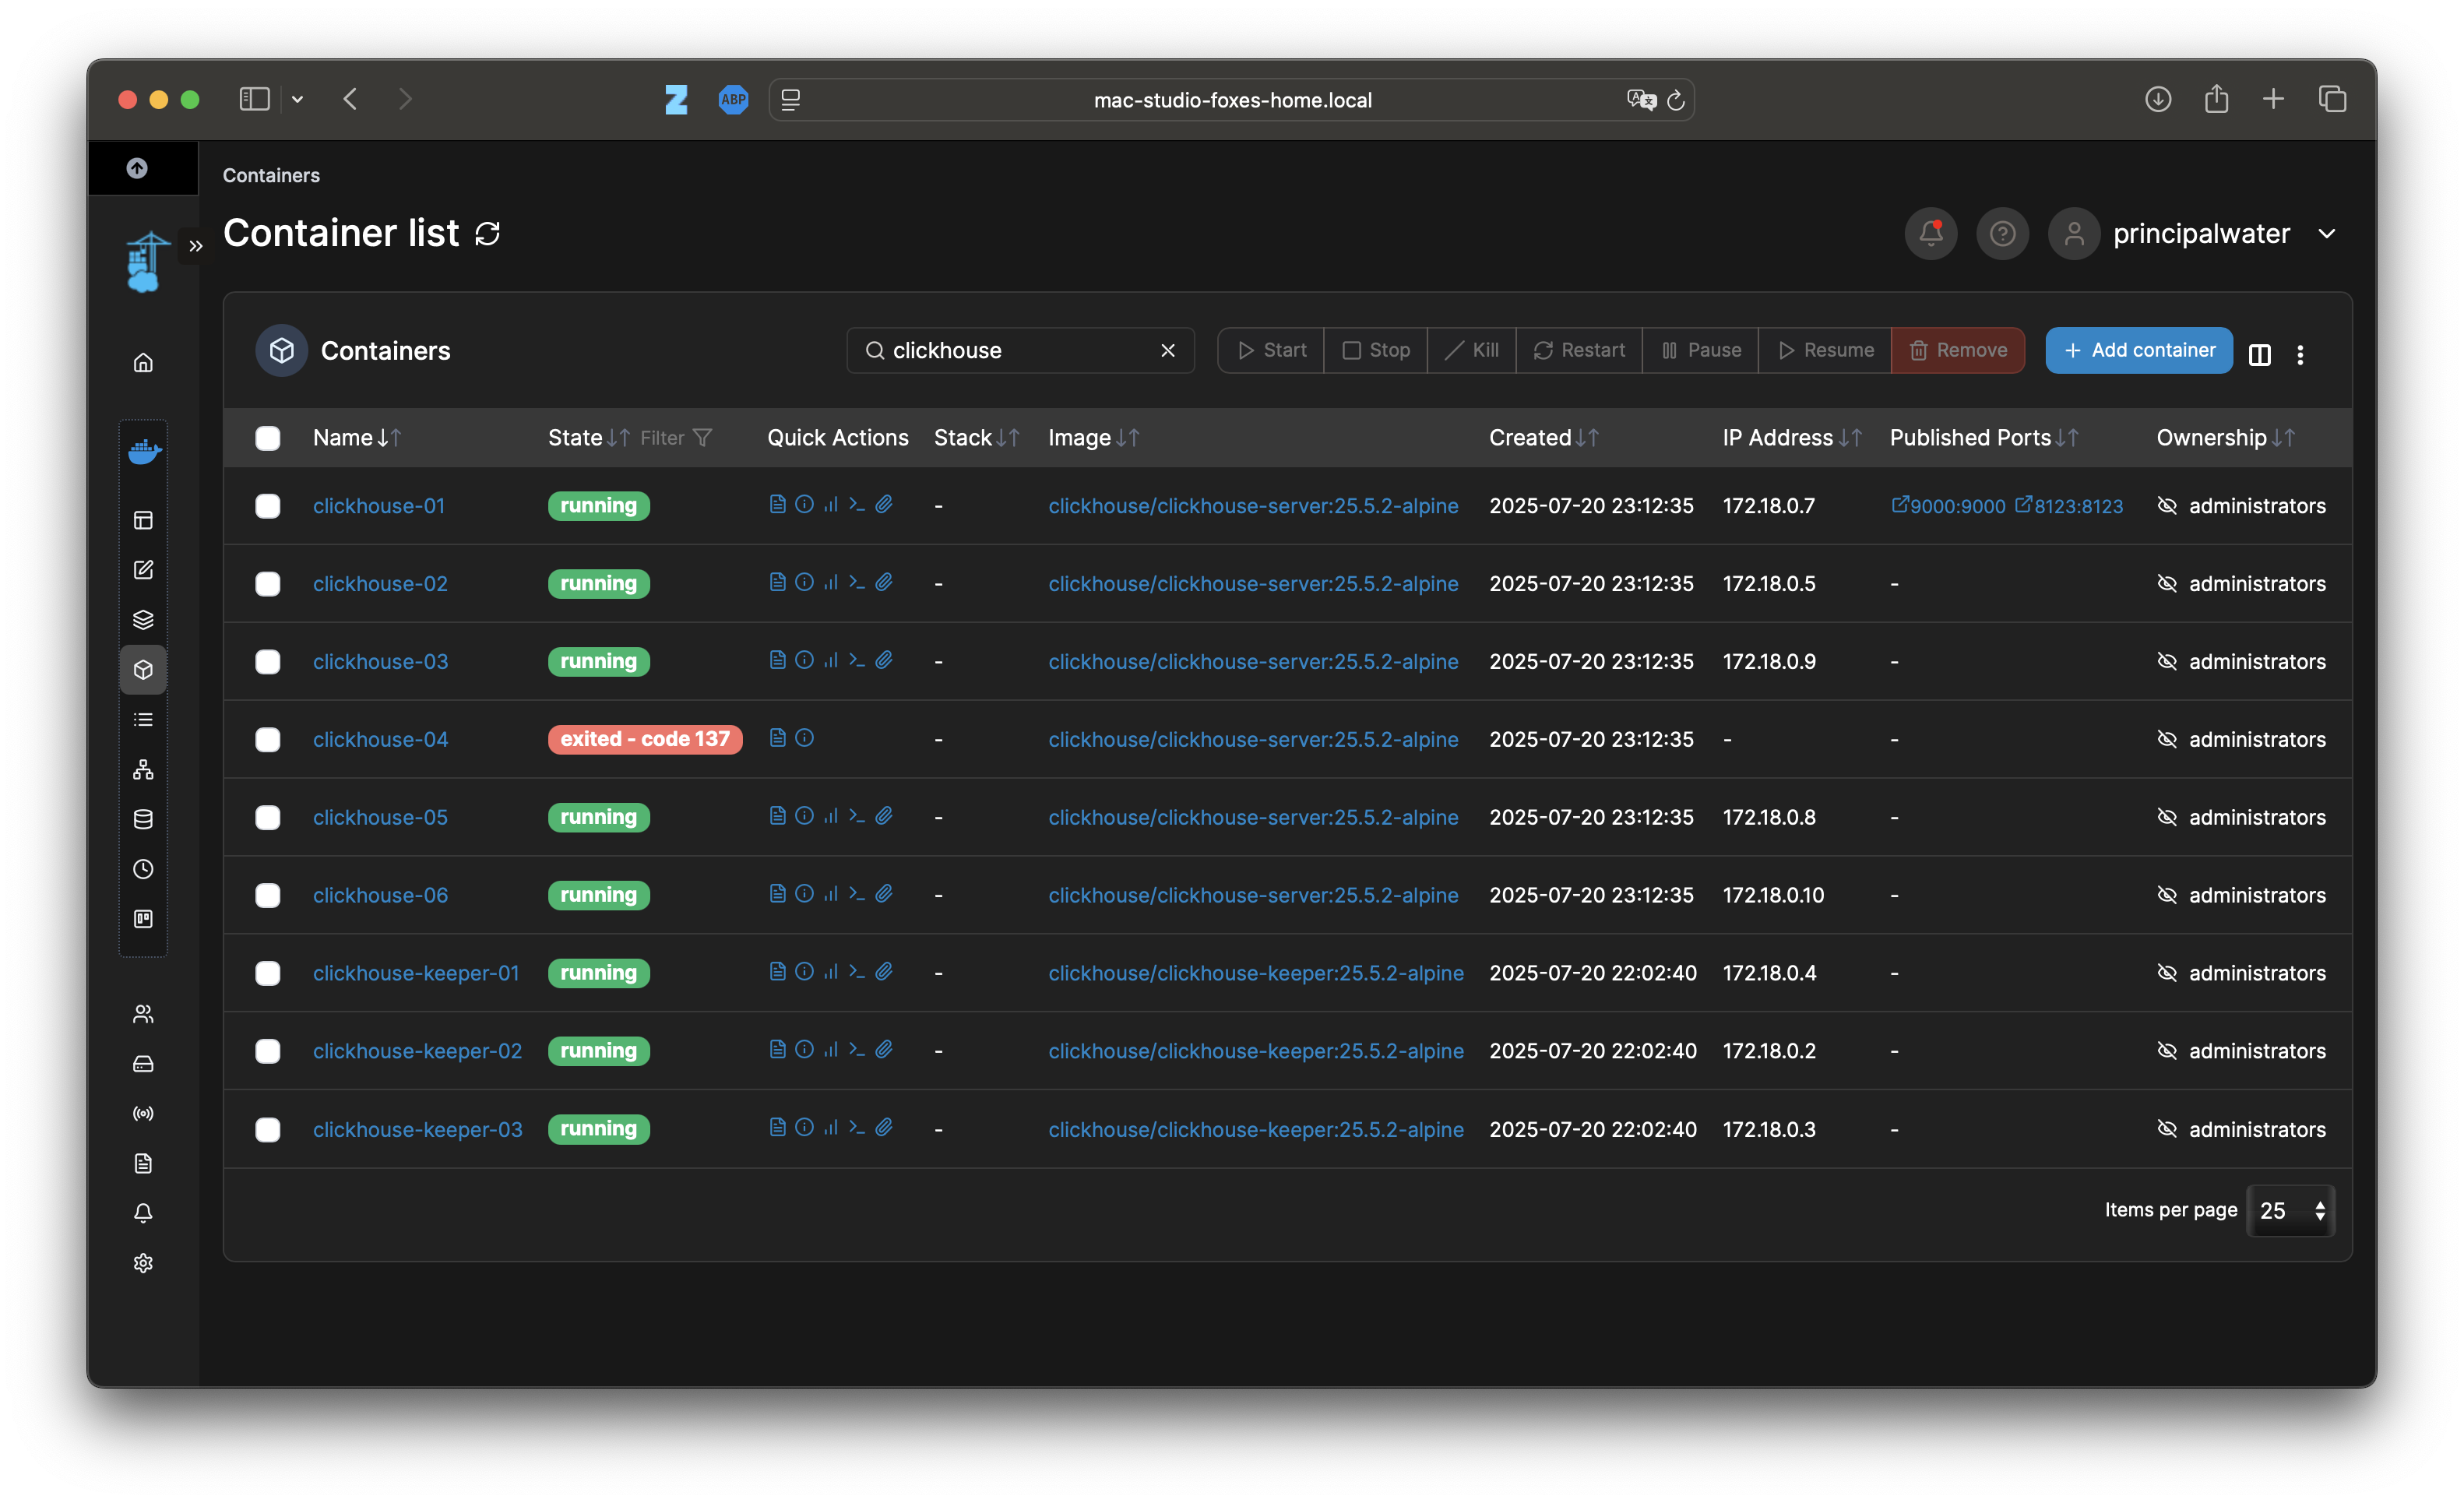 ABP
mac-studio-foxes-home.local
Containers
Container list
principalwater
Containers
clickhouse
Start Stop Kill Restart Pause Resume Remove
Add container
Name State Filter Quick Actions Stack Image Created IP Address Published Ports Ownership
clickhouse-01 running - clickhouse/clickhouse-server:25.5.2-alpine 2025-07-20 23:12:35 172.18.0.7 9000:9000 8123:8123 administrators
clickhouse-02 running - clickhouse/clickhouse-server:25.5.2-alpine 2025-07-20 23:12:35 172.18.0.5 - administrators
clickhouse-03 running - clickhouse/clickhouse-server:25.5.2-alpine 2025-07-20 23:12:35 172.18.0.9 - administrators
clickhouse-04 exited - code 137 - clickhouse/clickhouse-server:25.5.2-alpine 2025-07-20 23:12:35 - - administrators
clickhouse-05 running - clickhouse/clickhouse-server:25.5.2-alpine 2025-07-20 23:12:35 172.18.0.8 - administrators
clickhouse-06 running - clickhouse/clickhouse-server:25.5.2-alpine 2025-07-20 23:12:35 172.18.0.10 - administrators
clickhouse-keeper-01 running - clickhouse/clickhouse-keeper:25.5.2-alpine 2025-07-20 22:02:40 172.18.0.4 - administrators
clickhouse-keeper-02 running - clickhouse/clickhouse-keeper:25.5.2-alpine 2025-07-20 22:02:40 172.18.0.2 - administrators
clickhouse-keeper-03 running - clickhouse/clickhouse-keeper:25.5.2-alpine 2025-07-20 22:02:40 172.18.0.3 - administrators
Items per page 25